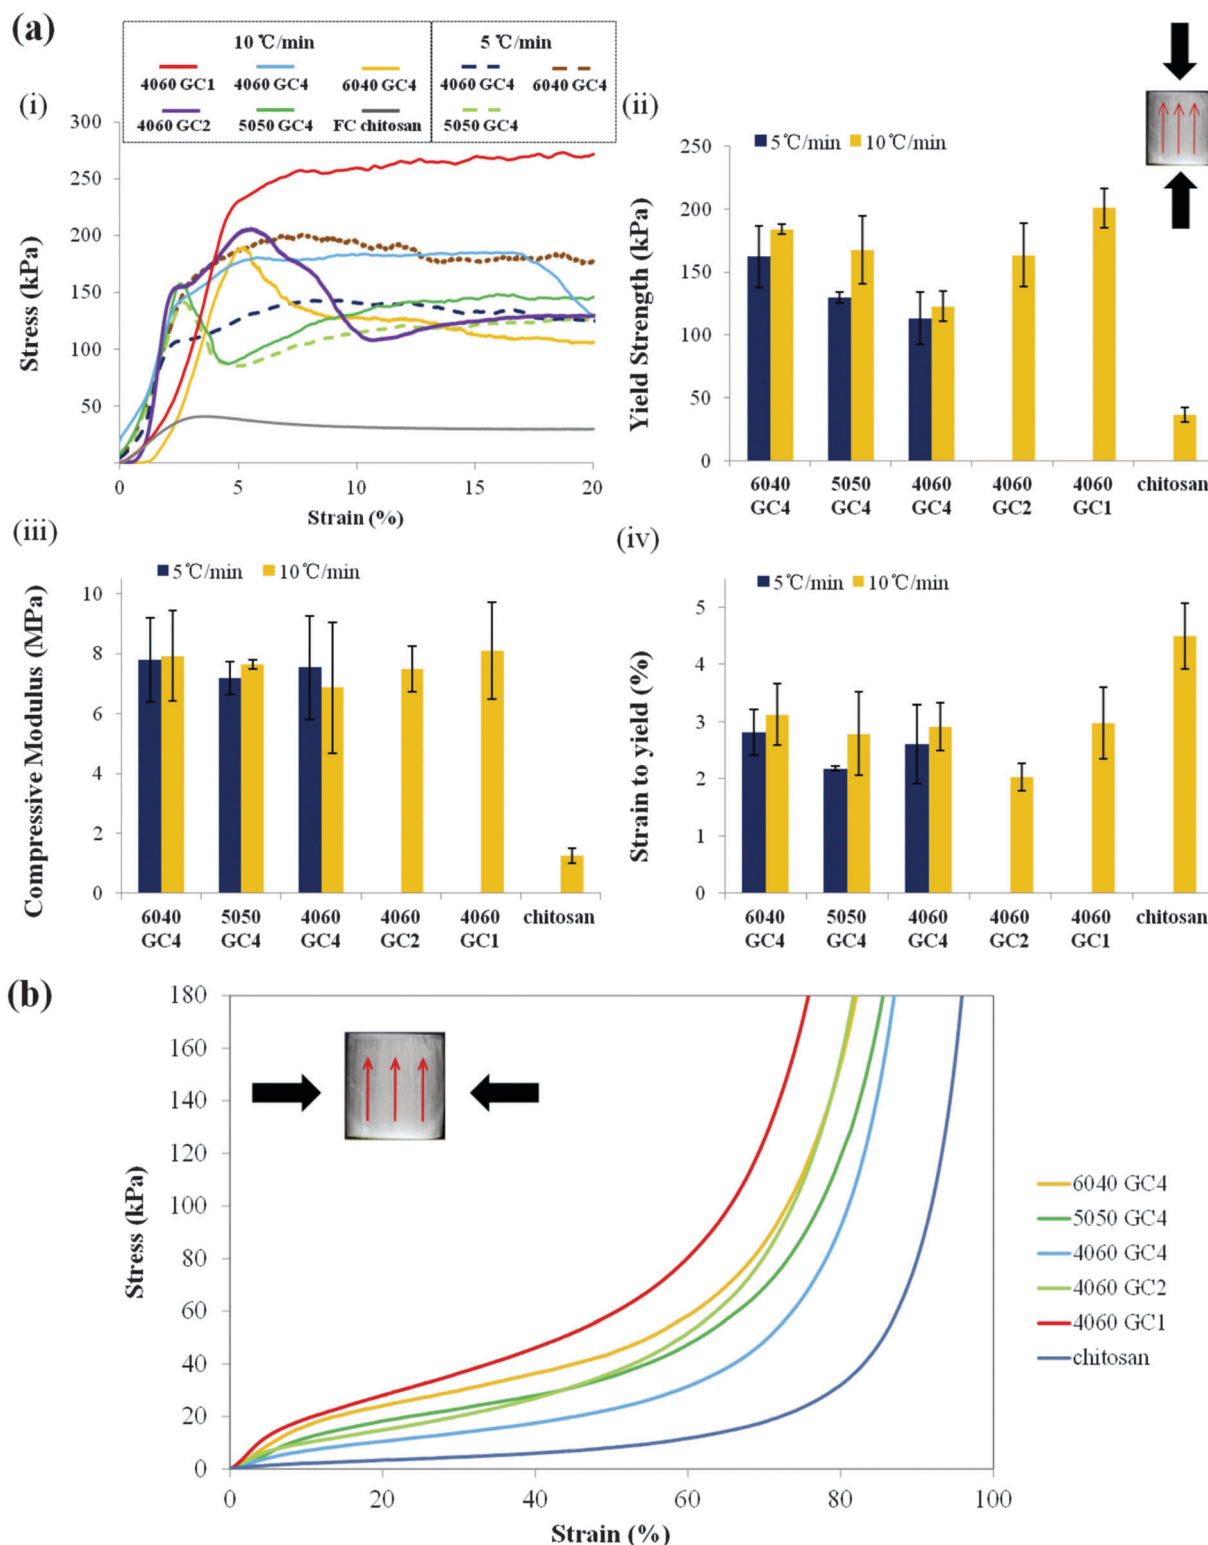 (a)
10 ℃/min
5 ℃/min
4060 GC1
4060 GC4
6040 GC4
4060 GC4
6040 GC4
4060 GC2
5050 GC4
FC chitosan
5050 GC4
(i)
300
250
200
150
100
50
Stress (kPa)
0
5
10
15
20
Strain (%)
(ii)
5℃/min
10℃/min
250
200
150
100
50
0
Yield Strength (kPa)
6040 5050 4060 4060 4060 chitosan
GC4 GC4 GC4 GC2 GC1
(iii)
5℃/min
10℃/min
10
8
6
4
2
0
Compressive Modulus (MPa)
6040 5050 4060 4060 4060 chitosan
GC4 GC4 GC4 GC2 GC1
(iv)
5℃/min
10℃/min
5
4
3
2
1
0
Strain to yield (%)
6040 5050 4060 4060 4060 chitosan
GC4 GC4 GC4 GC2 GC1
(b)
180
160
140
120
100
80
60
40
20
0
Stress (kPa)
0
20
40
60
80
100
Strain (%)
6040 GC4
5050 GC4
4060 GC4
4060 GC2
4060 GC1
chitosan